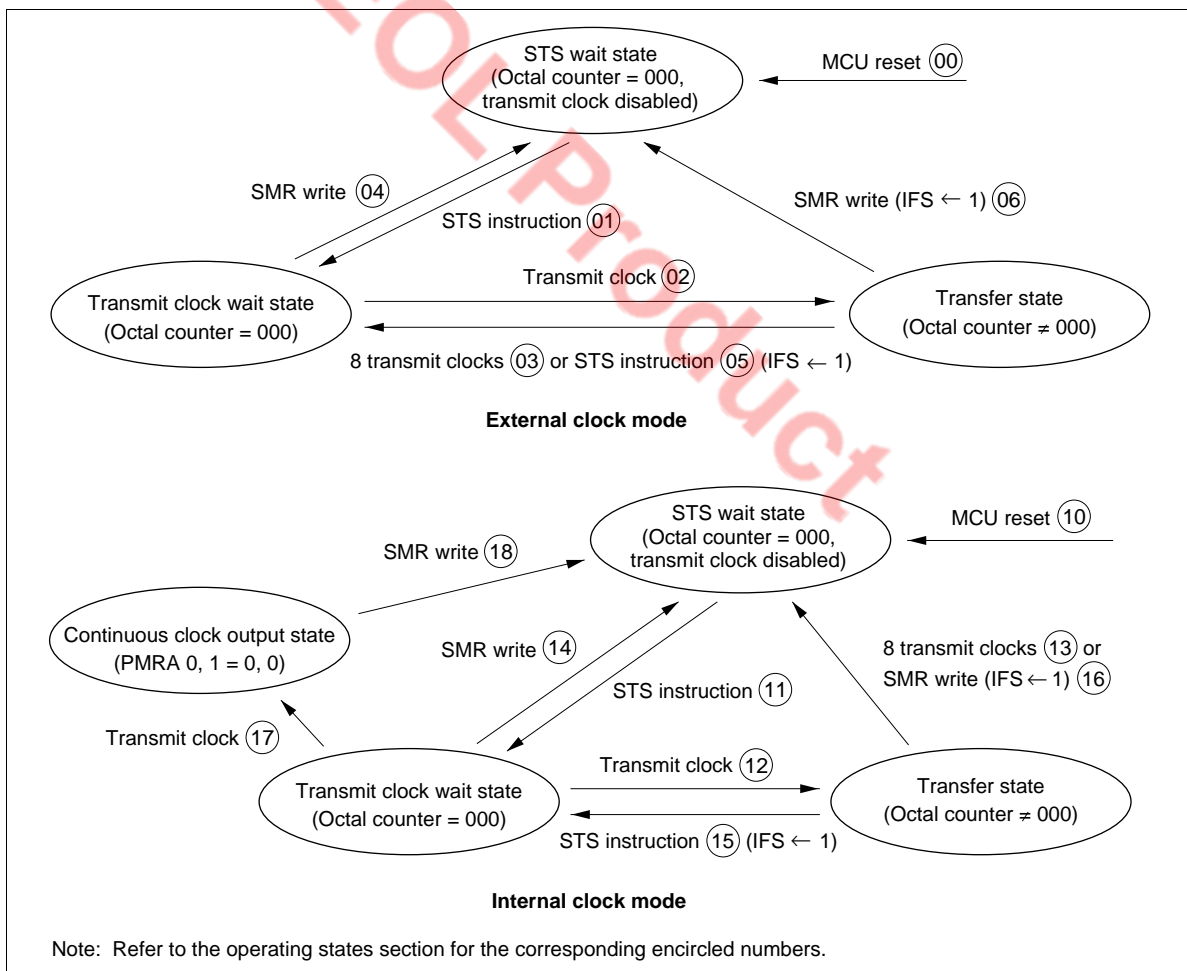 EOL Product
STS wait state
(Octal counter = 000,
transmit clock disabled)
MCU reset 00
SMR write 04
STS instruction 01
SMR write (IFS ← 1) 06
Transmit clock wait state
(Octal counter = 000)
Transmit clock 02
Transfer state
(Octal counter ≠ 000)
8 transmit clocks 03 or STS instruction 05 (IFS ← 1)
External clock mode
STS wait state
(Octal counter = 000,
transmit clock disabled)
MCU reset 10
SMR write 18
Continuous clock output state
(PMRA 0, 1 = 0, 0)
SMR write 14
STS instruction 11
8 transmit clocks 13 or
SMR write (IFS ← 1) 16
Transmit clock 17
Transmit clock wait state
(Octal counter = 000)
Transmit clock 12
Transfer state
(Octal counter ≠ 000)
STS instruction 15 (IFS ← 1)
Internal clock mode
Note: Refer to the operating states section for the corresponding encircled numbers.